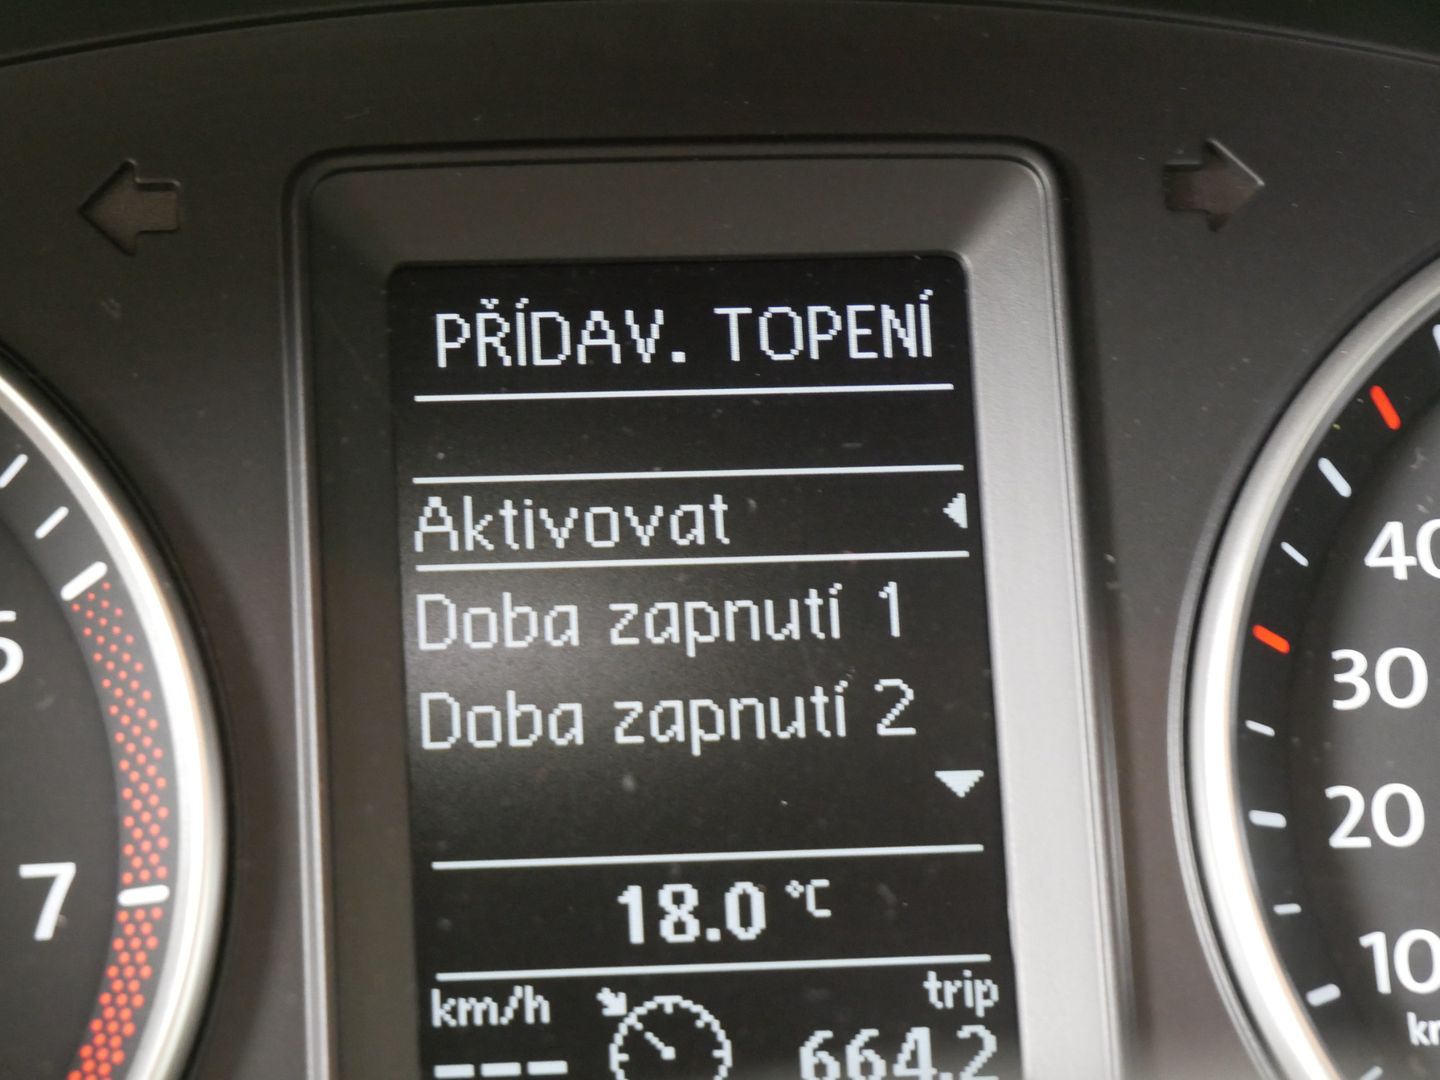 PŘÍDAV. TOPENÍ
Aktivovat
Doba zapnutí 1
Doba zapnutí 2
18.0 °C
km/h
trip
---
664.2
7
40
30
20
10